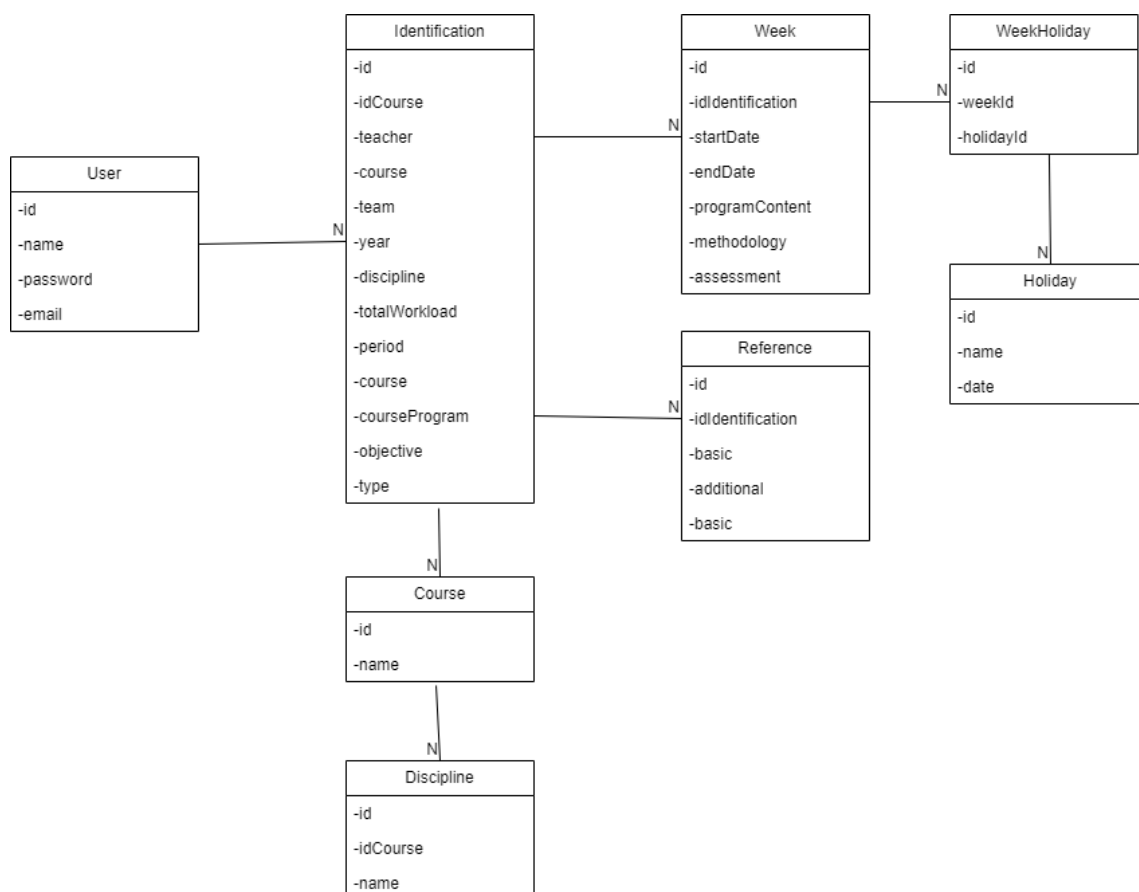 User
-id
-name
-password
-email
N
Identification
-id
-idCourse
-teacher
-course
-team
-year
-discipline
-totalWorkload
-period
-course
-courseProgram
-objective
-type
N
Week
-id
-idIdentification
-startDate
-endDate
-programContent
-methodology
-assessment
N
WeekHoliday
-id
-weekId
-holidayId
N
Holiday
-id
-name
-date
N
Reference
-id
-idIdentification
-basic
-additional
-basic
N
Course
-id
-name
N
Discipline
-id
-idCourse
-name